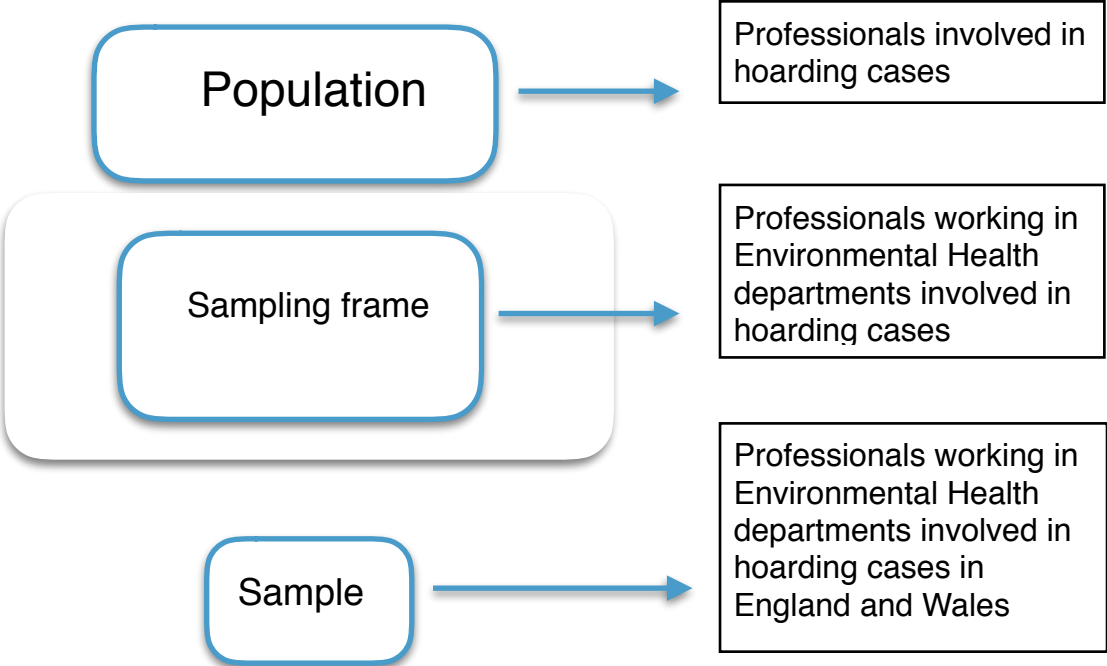 Population
Professionals involved in
hoarding cases
Sampling frame
Professionals working in
Environmental Health
departments involved in
hoarding cases
Sample
Professionals working in
Environmental Health
departments involved in
hoarding cases in
England and Wales